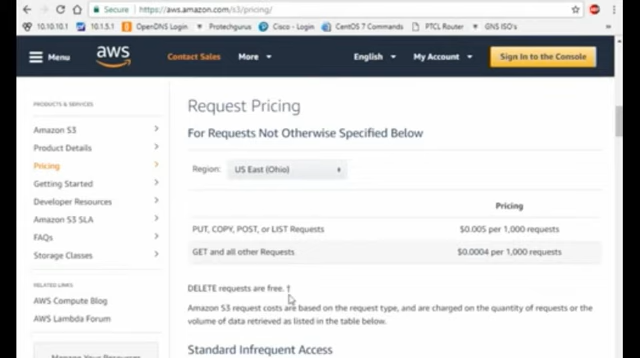 Secure https://aws.amazon.com/s3/pricing/
10.10.10.1 10.1.5.1 OpenDNS Login Protechgurus Cisco - Login CentOS 7 Commands PTCL Router GNS ISO's
Menu aws Contact Sales More English My Account Sign In to the Console
PRODUCTS & SERVICES
Amazon S3
Product Details
Pricing
Getting Started
Developer Resources
Amazon S3 SLA
FAQs
Storage Classes
RELATED LINKS
AWS Compute Blog
AWS Lambda Forum
Manage Your Resources
Request Pricing
For Requests Not Otherwise Specified Below
Region: US East (Ohio)
Pricing
PUT, COPY, POST, or LIST Requests $0.005 per 1,000 requests
GET and all other Requests $0.0004 per 1,000 requests
DELETE requests are free. †
Amazon S3 request costs are based on the request type, and are charged on the quantity of requests or the
volume of data retrieved as listed in the table below.
Standard Infrequent Access